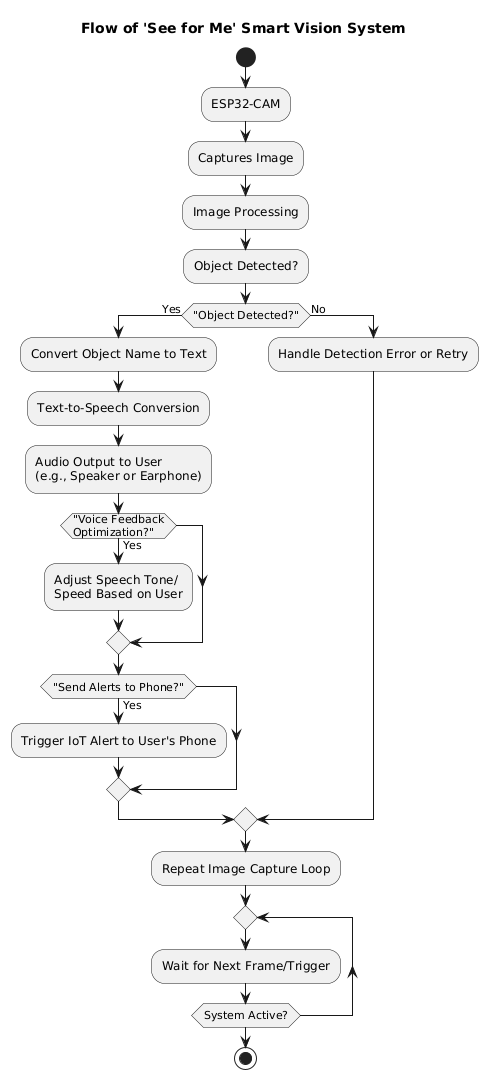 Flow of 'See for Me' Smart Vision System
ESP32-CAM
Captures Image
Image Processing
Object Detected?
Yes
"Object Detected?"
No
Convert Object Name to Text
Handle Detection Error or Retry
Text-to-Speech Conversion
Audio Output to User
(e.g., Speaker or Earphone)
"Voice Feedback
Optimization?"
Yes
Adjust Speech Tone/
Speed Based on User
"Send Alerts to Phone?"
Yes
Trigger IoT Alert to User's Phone
Repeat Image Capture Loop
Wait for Next Frame/Trigger
System Active?